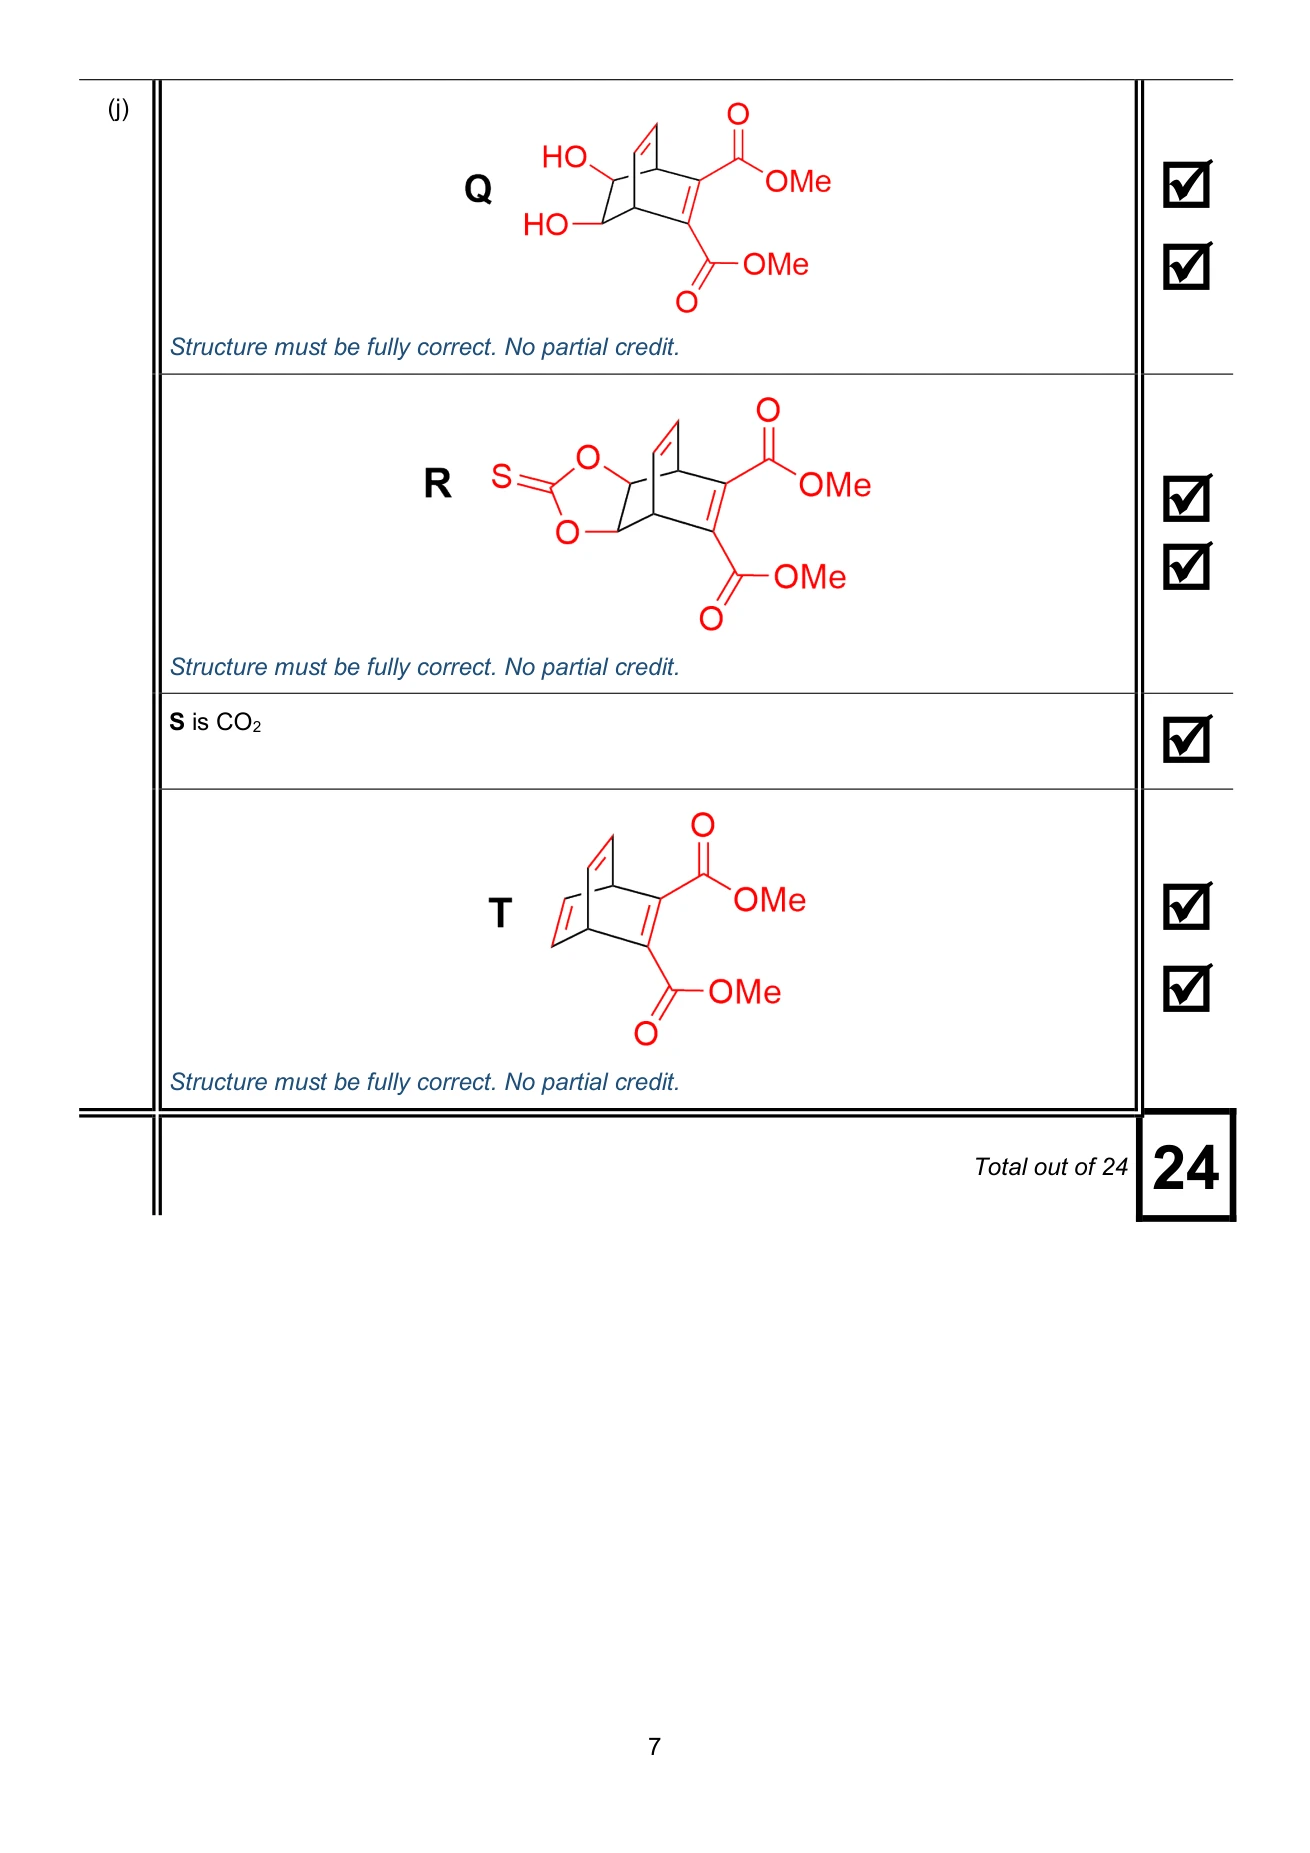 (j)
O
HO
OMe
Q
HO
OMe
O
Structure must be fully correct. No partial credit.
O
O
S
R
OMe
O
OMe
O
Structure must be fully correct. No partial credit.
S is CO₂
O
OMe
T
OMe
O
Structure must be fully correct. No partial credit.
Total out of 24
24
7